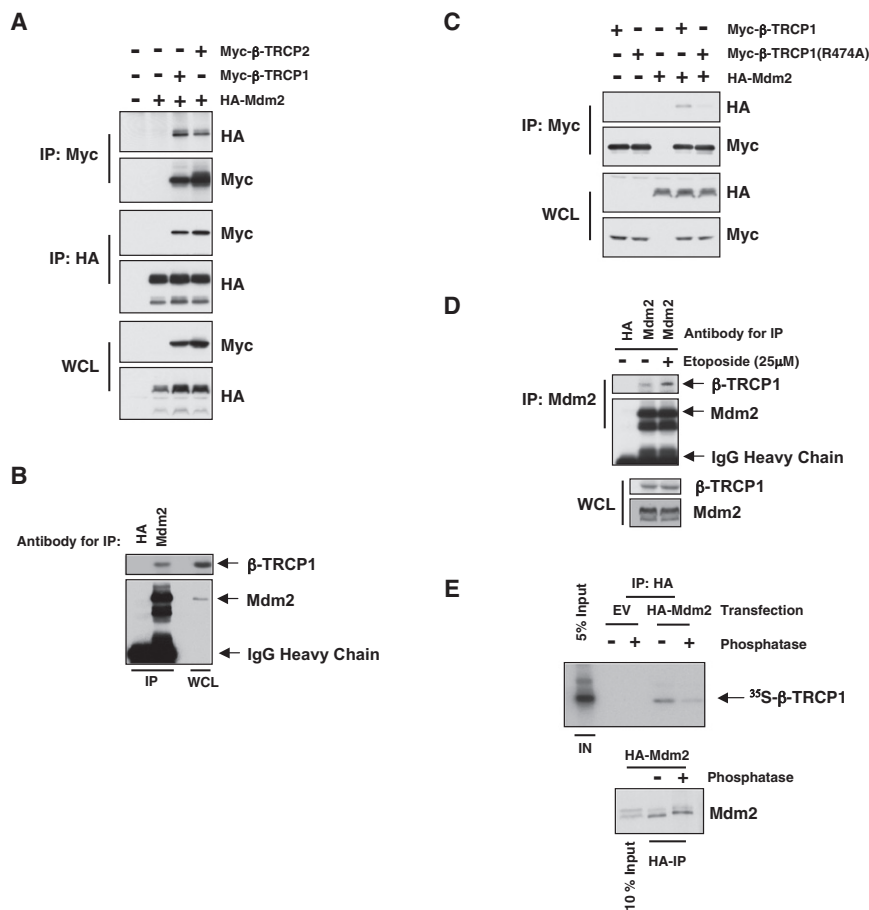 A
- - - + Myc-β-TRCP2
- - + - Myc-β-TRCP1
- + + + HA-Mdm2
IP: Myc
HA
Myc
IP: HA
Myc
HA
WCL
Myc
HA
B
Antibody for IP:
HA
Mdm2
β-TRCP1
Mdm2
IgG Heavy Chain
IP
WCL
C
+ - - + - Myc-β-TRCP1
- + - - + Myc-β-TRCP1(R474A)
- - + + + HA-Mdm2
IP: Myc
HA
Myc
WCL
HA
Myc
D
HA
Mdm2
Mdm2
Antibody for IP
- - + Etoposide (25μM)
IP: Mdm2
β-TRCP1
Mdm2
IgG Heavy Chain
WCL
β-TRCP1
Mdm2
E
5% Input
IP: HA
EV HA-Mdm2 Transfection
- + - + Phosphatase
35S-β-TRCP1
IN
HA-Mdm2
- + Phosphatase
Mdm2
10 % Input
HA-IP